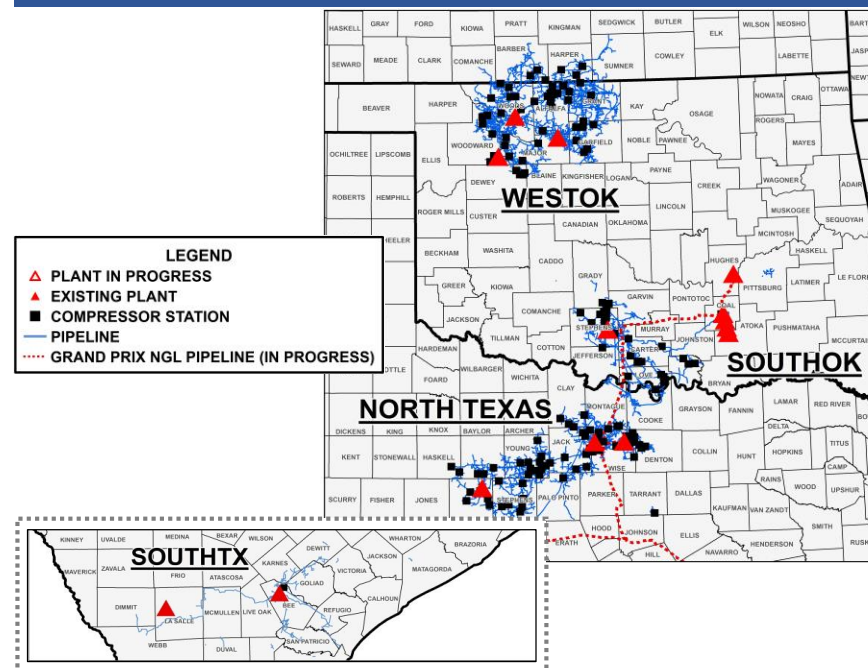 HASKELL GRAY FORD KIOWA PRATT KINGMAN SEDGWICK BUTLER ELK WILSON NEOSHO
SEWARD MEADE CLARK COMANCHE BARBER HARPER SUMNER COWLEY LABETTE
BEAVER HARPER WOODS ALFALFA GRANT KAY OSAGE NOWATA CRAIG OTTAWA
ROGERS
OCHILTREE LIPSCOMB ELLIS WOODWARD MAJOR GARFIELD NOBLE PAWNEE MAYES
DEWEY BLAINE KINGFISHER LOGAN PAYNE CREEK WAGONER ADAIR
ROBERTS HEMPHILL ROGER MILLS CUSTER WESTOK LINCOLN MUSKOGEE SEQUOYAH
CANADIAN OKLAHOMA MCINTOSH
BECKHAM WASHITA CADDO HUGHES HASKELL
GREER KIOWA GRADY GARVIN PONTOTOC COAL PITTSBURG LATIMER LE FLORE
JACKSON COMANCHE STEPHENS MURRAY JOHNSTON ATOKA PUSHMATAHA
TILLMAN COTTON JEFFERSON CARTER LOVE MCCURTAIN
SOUTHOK
BRYAN
LEGEND
PLANT IN PROGRESS
EXISTING PLANT
COMPRESSOR STATION
PIPELINE
GRAND PRIX NGL PIPELINE (IN PROGRESS)
HARDEMAN WILBARGER
FOARD WICHITA CLAY
NORTH TEXAS
MONTAGUE COOKE GRAYSON FANNIN LAMAR RED RIVER
DELTA
DICKENS KING KNOX BAYLOR ARCHER JACK WISE DENTON COLLIN HUNT HOPKINS TITUS
CAMP
KENT STONEWALL HASKELL YOUNG RAINS WOOD UPSHUR
SCURRY FISHER JONES STEPHENS PALO PINTO PARKER TARRANT DALLAS KAUFMAN VAN ZANDT SMITH
ERATH HOOD JOHNSON ELLIS HENDERSON
HILL NAVARRO
KINNEY UVALDE MEDINA BEXAR WILSON DEWITT WHARTON BRAZORIA
SOUTHTX
MAVERICK ZAVALA FRIO ATASCOSA KARNES GOLIAD VICTORIA JACKSON MATAGORDA
DIMMIT LA SALLE MCMULLEN LIVE OAK BEE REFUGIO CALHOUN
WEBB DUVAL SAN PATRICIO